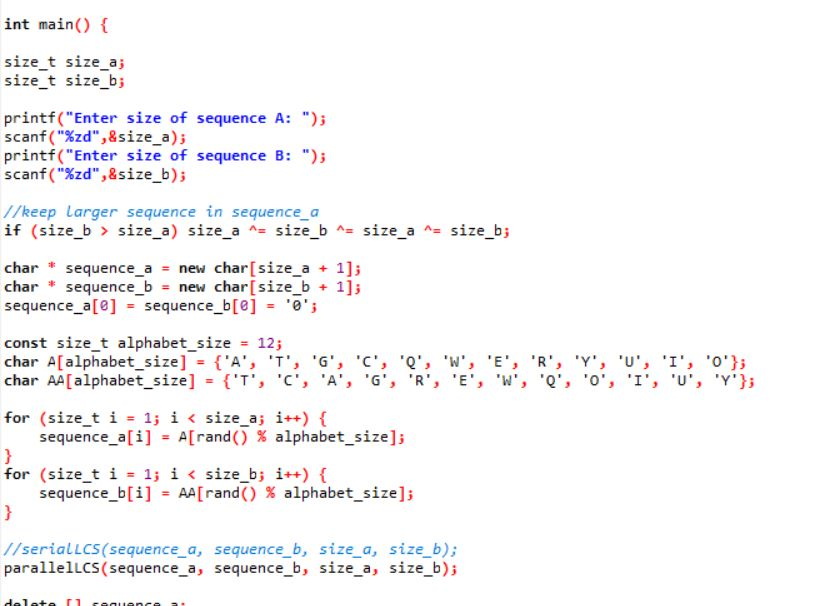 int main() {
size_t size_a;
size_t size_b;
printf("Enter size of sequence A: ");
scanf("%zd",&size_a);
printf("Enter size of sequence B: ");
scanf("%zd",&size_b);
//keep larger sequence in sequence_a
if (size_b > size_a) size_a ^= size_b ^= size_a ^= size_b;
char * sequence_a = new char[size_a + 1];
char * sequence_b = new char[size_b + 1];
sequence_a[0] = sequence_b[0] = '0';
const size_t alphabet_size = 12;
char A[alphabet_size] = {'A', 'T', 'G', 'C', 'Q', 'W', 'E', 'R', 'Y', 'U', 'I', 'O'};
char AA[alphabet_size] = {'T', 'C', 'A', 'G', 'R', 'E', 'W', 'Q', 'O', 'I', 'U', 'Y'};
for (size_t i = 1; i < size_a; i++) {
    sequence_a[i] = A[rand() % alphabet_size];
}
for (size_t i = 1; i < size_b; i++) {
    sequence_b[i] = AA[rand() % alphabet_size];
}
//serialLCS(sequence_a, sequence_b, size_a, size_b);
parallelLCS(sequence_a, sequence_b, size_a, size_b);
delete [] sequence_a;